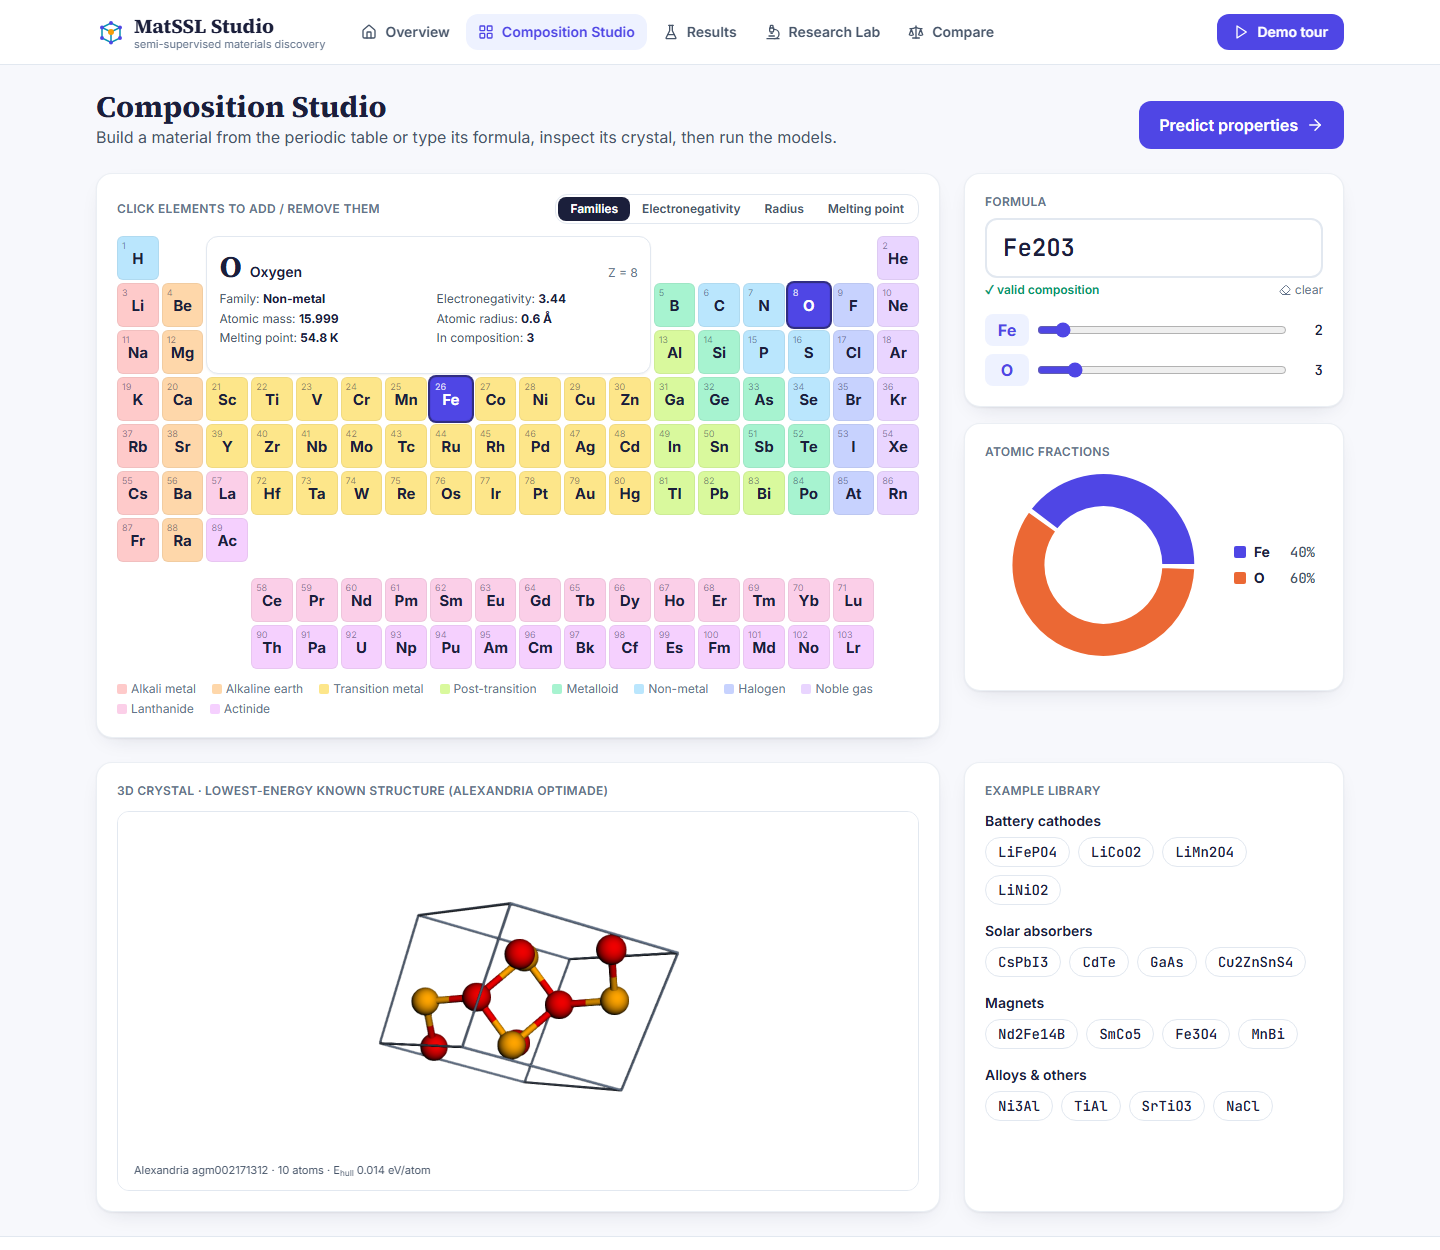 MatSSL Studio
semi-supervised materials discovery
Overview
Composition Studio
Results
Research Lab
Compare
Demo tour
Composition Studio
Build a material from the periodic table or type its formula, inspect its crystal, then run the models.
Predict properties
CLICK ELEMENTS TO ADD / REMOVE THEM
Families Electronegativity Radius Melting point
1 H
2 He
O Oxygen Z = 8
Family: Non-metal Electronegativity: 3.44
Atomic mass: 15.999 Atomic radius: 0.6 Å
Melting point: 54.8 K In composition: 3
3 Li 4 Be 5 B 6 C 7 N 8 O 9 F 10 Ne
11 Na 12 Mg 13 Al 14 Si 15 P 16 S 17 Cl 18 Ar
19 K 20 Ca 21 Sc 22 Ti 23 V 24 Cr 25 Mn 26 Fe 27 Co 28 Ni 29 Cu 30 Zn 31 Ga 32 Ge 33 As 34 Se 35 Br 36 Kr
37 Rb 38 Sr 39 Y 40 Zr 41 Nb 42 Mo 43 Tc 44 Ru 45 Rh 46 Pd 47 Ag 48 Cd 49 In 50 Sn 51 Sb 52 Te 53 I 54 Xe
55 Cs 56 Ba 57 La 72 Hf 73 Ta 74 W 75 Re 76 Os 77 Ir 78 Pt 79 Au 80 Hg 81 Tl 82 Pb 83 Bi 84 Po 85 At 86 Rn
87 Fr 88 Ra 89 Ac
58 Ce 59 Pr 60 Nd 61 Pm 62 Sm 63 Eu 64 Gd 65 Tb 66 Dy 67 Ho 68 Er 69 Tm 70 Yb 71 Lu
90 Th 91 Pa 92 U 93 Np 94 Pu 95 Am 96 Cm 97 Bk 98 Cf 99 Es 100 Fm 101 Md 102 No 103 Lr
Alkali metal Alkaline earth Transition metal Post-transition Metalloid Non-metal Halogen Noble gas
Lanthanide Actinide
FORMULA
Fe2O3
✓ valid composition clear
Fe 2
O 3
ATOMIC FRACTIONS
Fe 40%
O 60%
3D CRYSTAL · LOWEST-ENERGY KNOWN STRUCTURE (ALEXANDRIA OPTIMADE)
Alexandria agm002171312 · 10 atoms · Ehull 0.014 eV/atom
EXAMPLE LIBRARY
Battery cathodes
LiFePO4 LiCoO2 LiMn2O4
LiNiO2
Solar absorbers
CsPbI3 CdTe GaAs Cu2ZnSnS4
Magnets
Nd2Fe14B SmCo5 Fe3O4 MnBi
Alloys & others
Ni3Al TiAl SrTiO3 NaCl